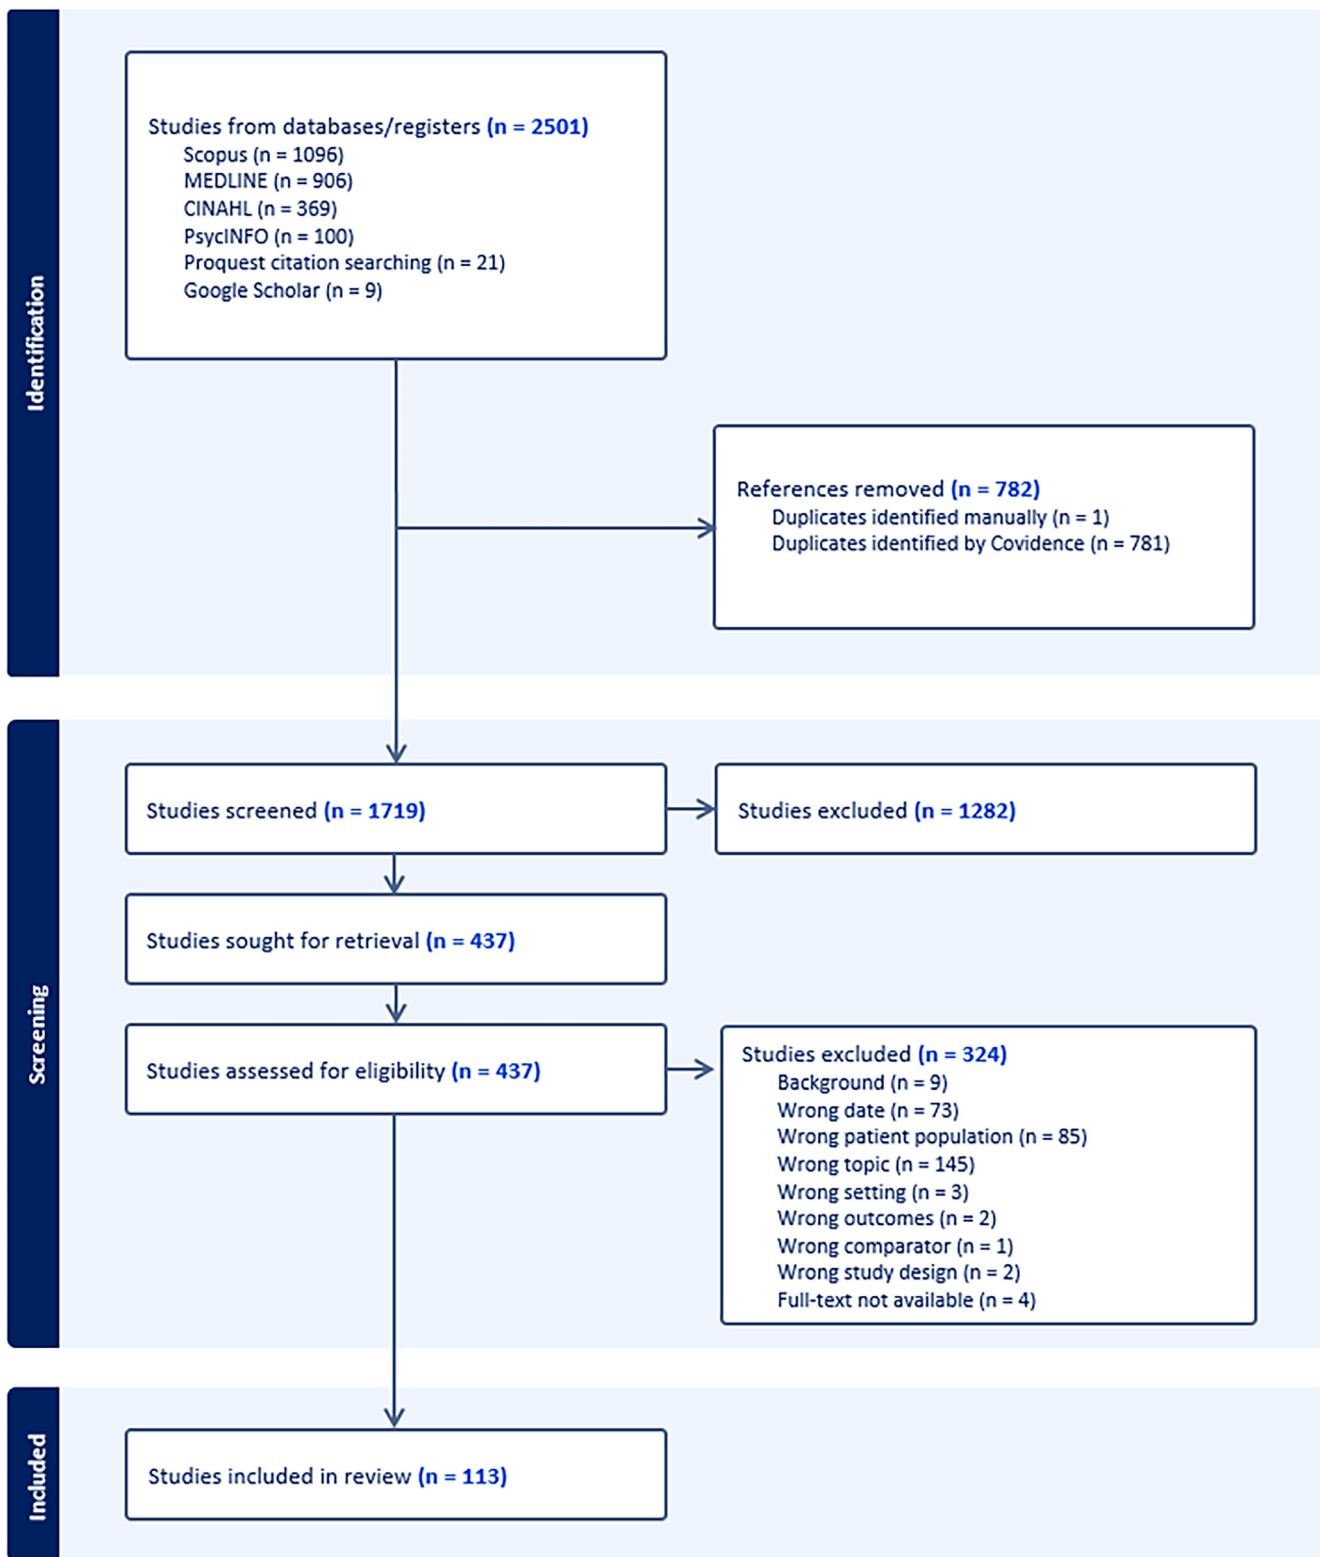 Identification
Studies from databases/registers (n = 2501)
Scopus (n = 1096)
MEDLINE (n = 906)
CINAHL (n = 369)
PsycINFO (n = 100)
Proquest citation searching (n = 21)
Google Scholar (n = 9)
References removed (n = 782)
Duplicates identified manually (n = 1)
Duplicates identified by Covidence (n = 781)
Screening
Studies screened (n = 1719)
Studies excluded (n = 1282)
Studies sought for retrieval (n = 437)
Studies assessed for eligibility (n = 437)
Studies excluded (n = 324)
Background (n = 9)
Wrong date (n = 73)
Wrong patient population (n = 85)
Wrong topic (n = 145)
Wrong setting (n = 3)
Wrong outcomes (n = 2)
Wrong comparator (n = 1)
Wrong study design (n = 2)
Full-text not available (n = 4)
Included
Studies included in review (n = 113)